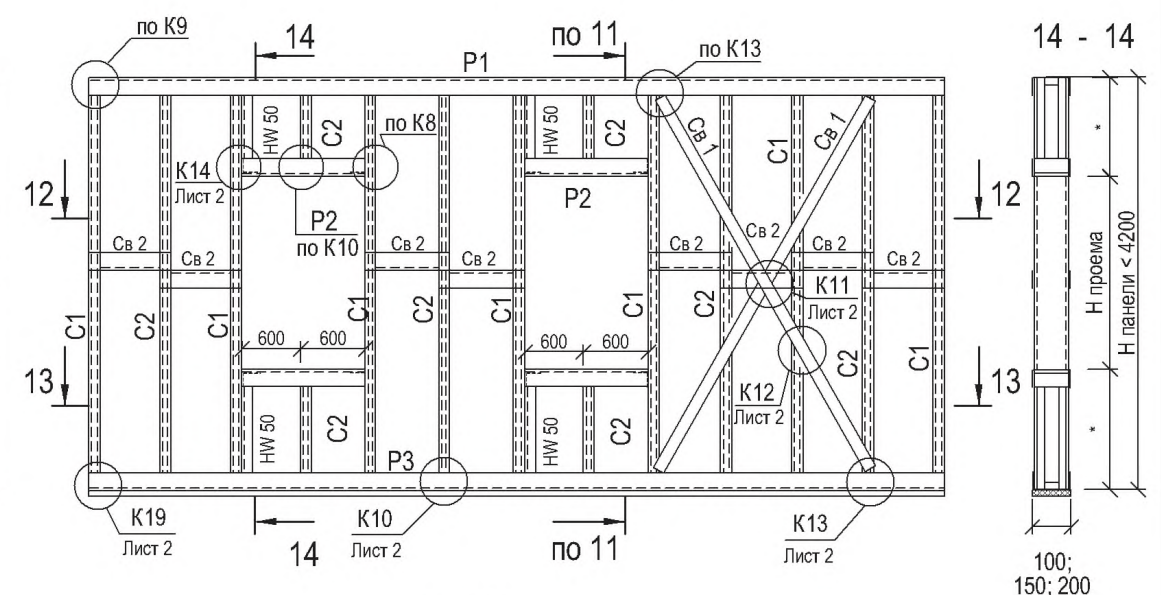 по К9
14
по 11
по К13
14 - 14
Р1
HW 50
С2
по К8
HW 50
С2
Св 1
С1
Св 1
*
К14
Лист 2
12
Р2
по К10
Р2
12
Св 2
Св 2
Св 2
Св 2
Св 2
Св 2
Св 2
Св 2
К11
Лист 2
Н проема
Н панели < 4200
С1
С2
С1
С1
С2
С1
С1
С2
С2
С1
600
600
600
600
13
13
К12
Лист 2
HW 50
С2
HW 50
С2
*
Р3
К19
Лист 2
14
К10
Лист 2
по 11
К13
Лист 2
100;
150; 200